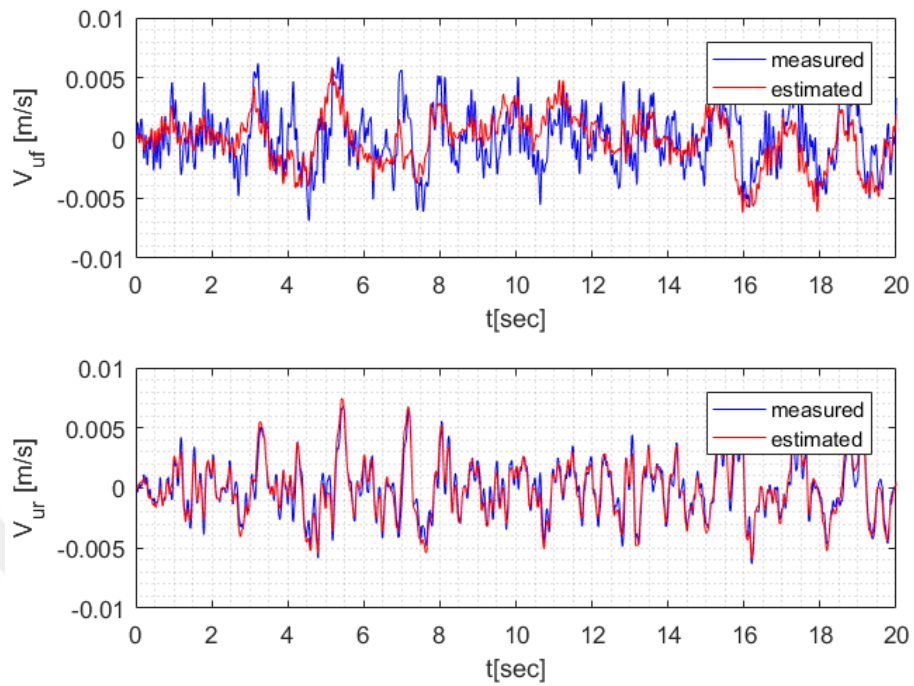 0.01
0.005
0
-0.005
-0.01
V_uf [m/s]
measured
estimated
0 2 4 6 8 10 12 14 16 18 20
t[sec]
0.01
0.005
0
-0.005
-0.01
V_ur [m/s]
measured
estimated
0 2 4 6 8 10 12 14 16 18 20
t[sec]